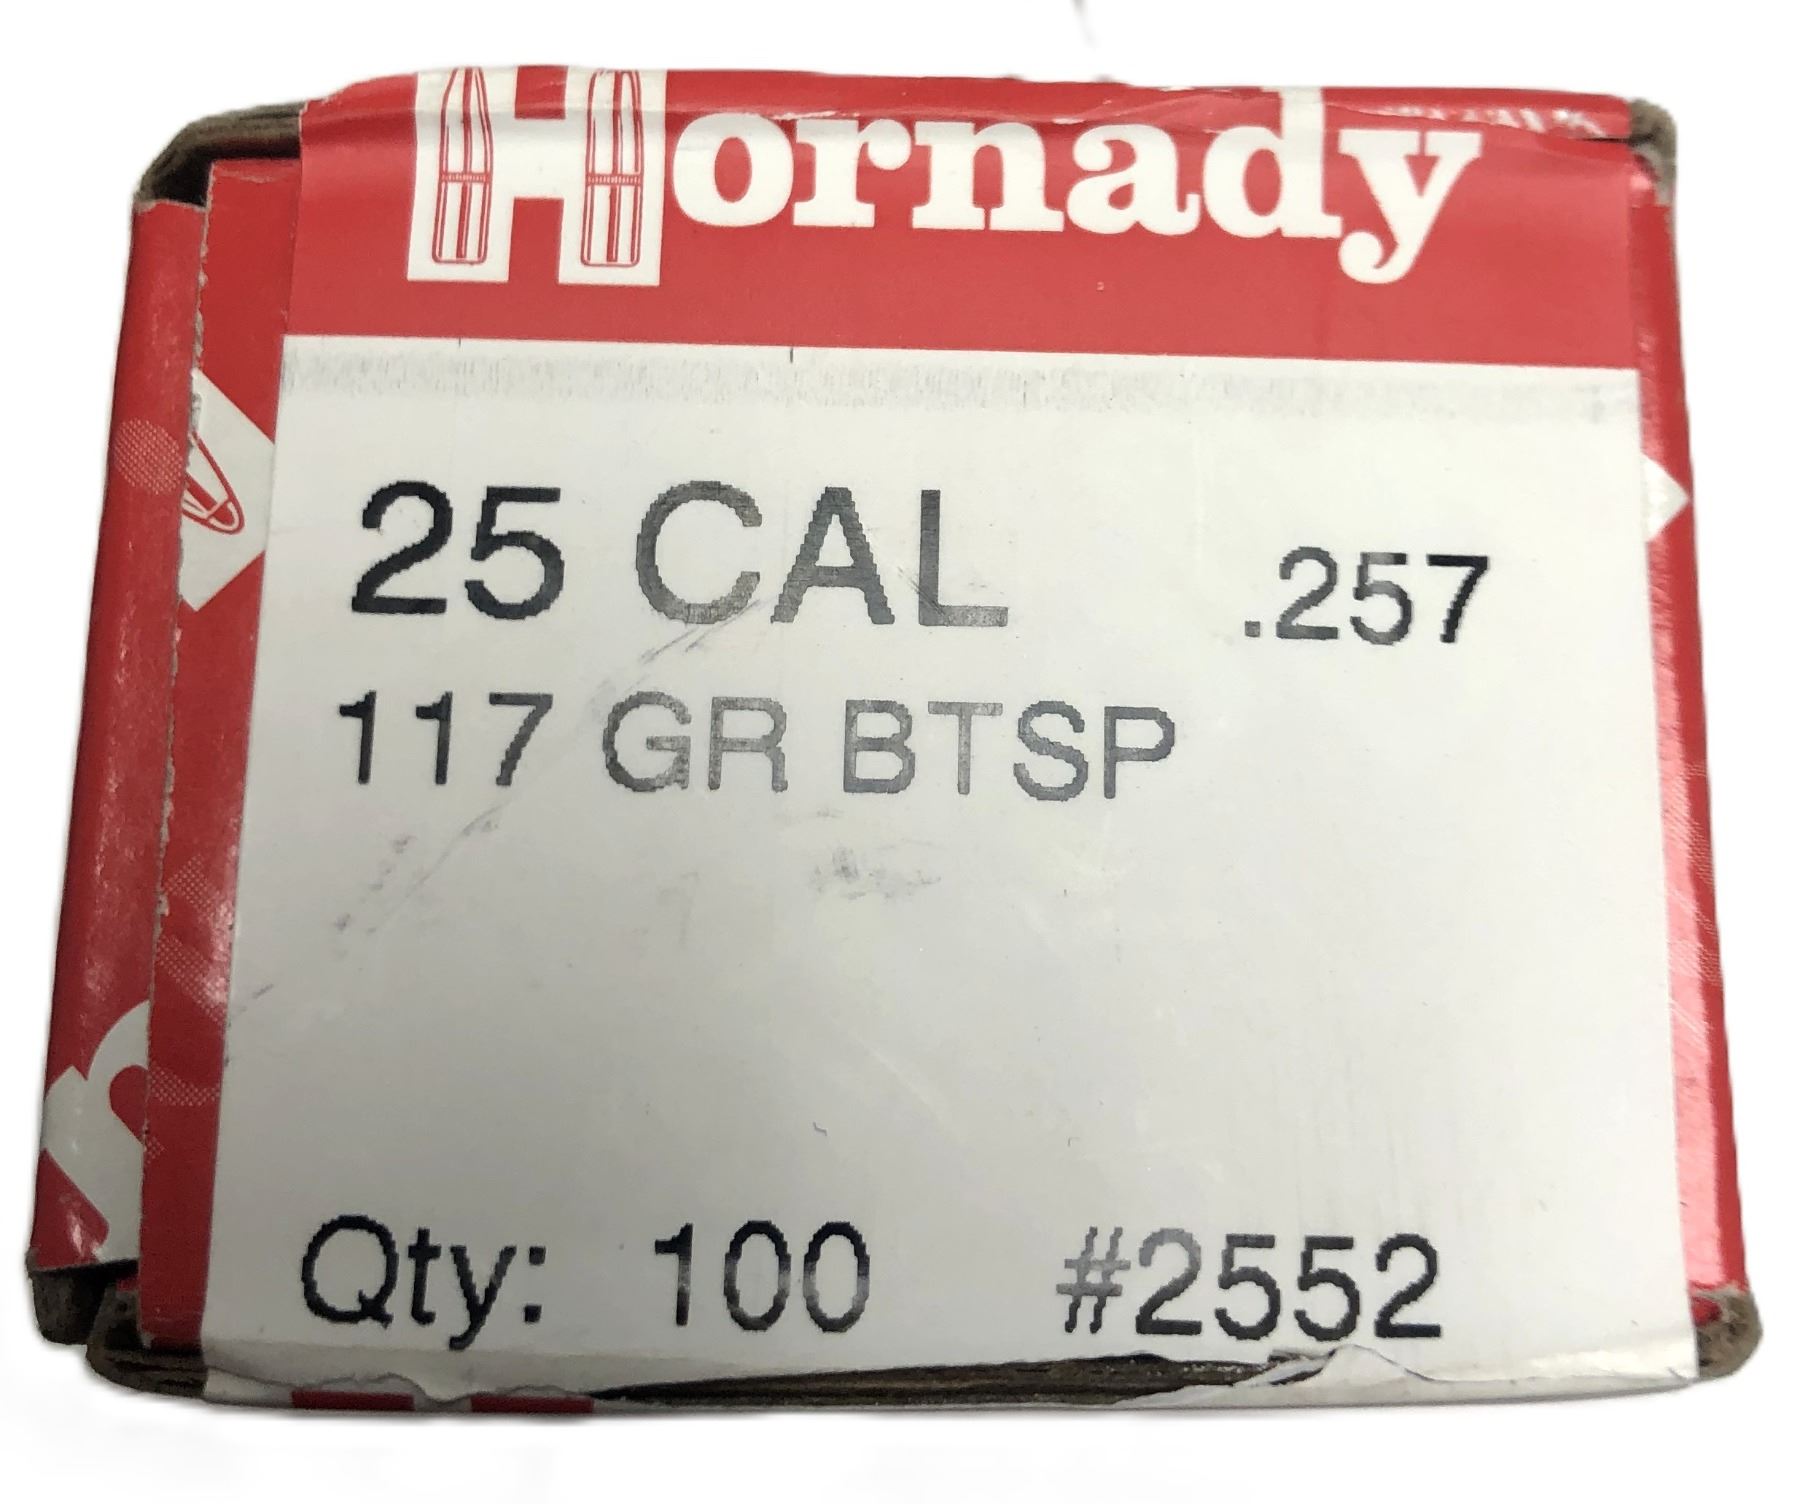 Hornady
25 CAL .257
117 GR BTSP
Qty: 100 #2552